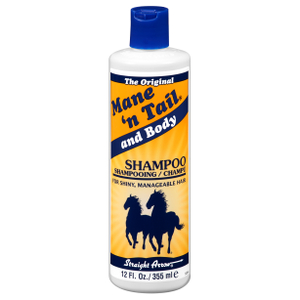 The Original
Mane
'n Tail
and Body
SHAMPOO
SHAMPOOING / CHAMPÚ
FOR SHINY, MANAGEABLE HAIR
Straight Arrow
12 Fl. Oz./355 ml ℮